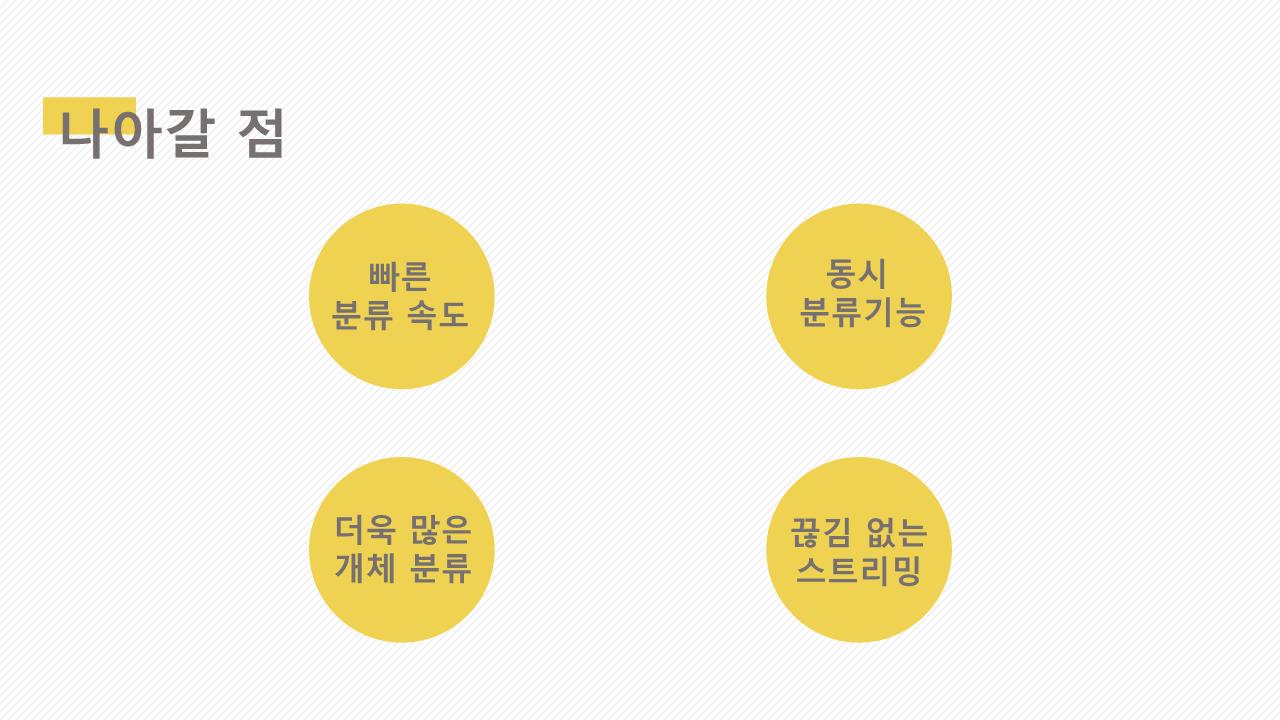 나아갈 점
빠른
분류 속도
동시
분류기능
더욱 많은
개체 분류
끊김 없는
스트리밍